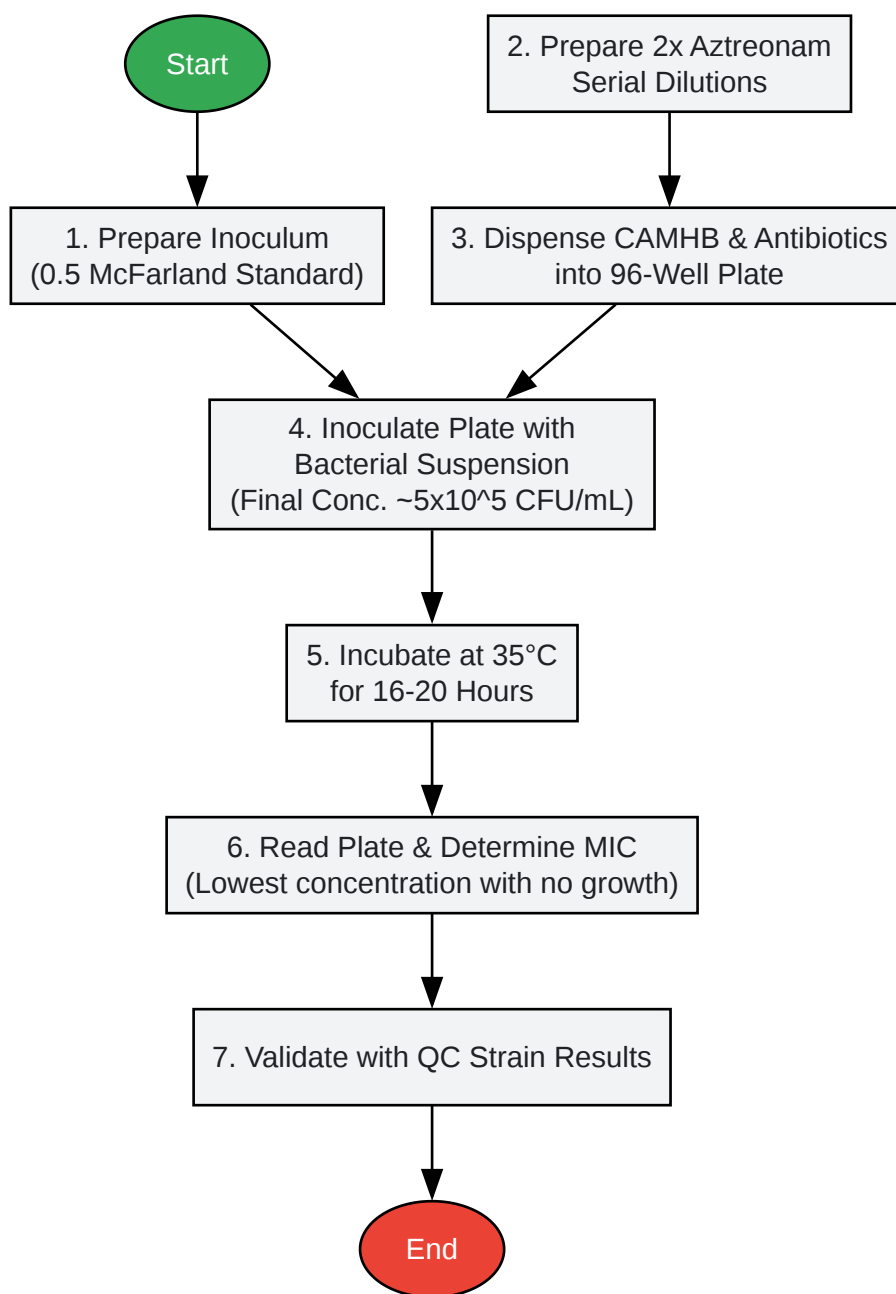 Start
2. Prepare 2x Aztreonam
Serial Dilutions
1. Prepare Inoculum
(0.5 McFarland Standard)
3. Dispense CAMHB & Antibiotics
into 96-Well Plate
4. Inoculate Plate with
Bacterial Suspension
(Final Conc. ~5x10^5 CFU/mL)
5. Incubate at 35°C
for 16-20 Hours
6. Read Plate & Determine MIC
(Lowest concentration with no growth)
7. Validate with QC Strain Results
End